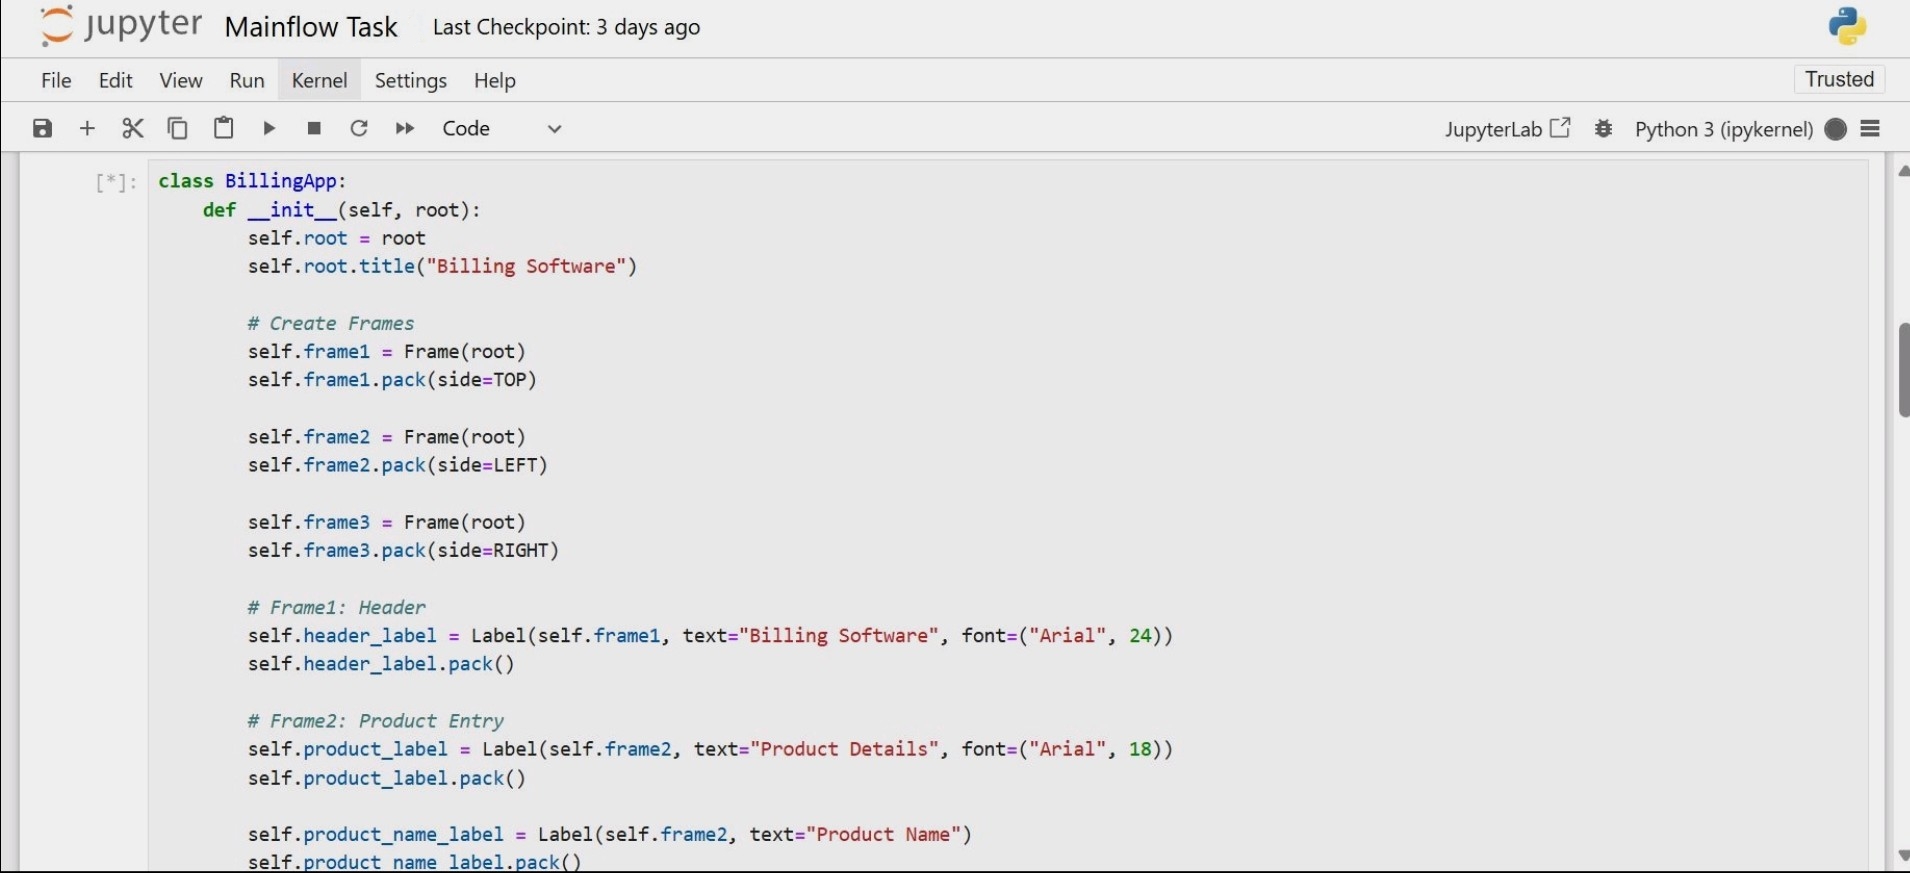 jupyter Mainflow Task Last Checkpoint: 3 days ago
File Edit View Run Kernel Settings Help Trusted
Code JupyterLab Python 3 (ipykernel)
[*]: class BillingApp:
    def __init__(self, root):
        self.root = root
        self.root.title("Billing Software")
        # Create Frames
        self.frame1 = Frame(root)
        self.frame1.pack(side=TOP)
        self.frame2 = Frame(root)
        self.frame2.pack(side=LEFT)
        self.frame3 = Frame(root)
        self.frame3.pack(side=RIGHT)
        # Frame1: Header
        self.header_label = Label(self.frame1, text="Billing Software", font=("Arial", 24))
        self.header_label.pack()
        # Frame2: Product Entry
        self.product_label = Label(self.frame2, text="Product Details", font=("Arial", 18))
        self.product_label.pack()
        self.product_name_label = Label(self.frame2, text="Product Name")
        self.product_name_label.pack()